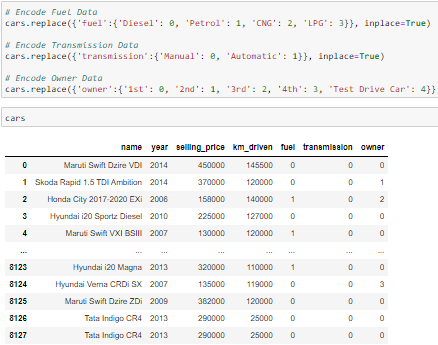 # Encode Fuel Data
cars.replace({'fuel':{'Diesel': 0, 'Petrol': 1, 'CNG': 2, 'LPG': 3}}, inplace=True)
# Encode Transmission Data
cars.replace({'transmission':{'Manual': 0, 'Automatic': 1}}, inplace=True)
# Encode Owner Data
cars.replace({'owner':{'1st': 0, '2nd': 1, '3rd': 2, '4th': 3, 'Test Drive Car': 4}}
cars
name year selling_price km_driven fuel transmission owner
0 Maruti Swift Dzire VDI 2014 450000 145500 0 0 0
1 Skoda Rapid 1.5 TDI Ambition 2014 370000 120000 0 0 1
2 Honda City 2017-2020 EXi 2006 158000 140000 1 0 2
3 Hyundai i20 Sportz Diesel 2010 225000 127000 0 0 0
4 Maruti Swift VXI BSIII 2007 130000 120000 1 0 0
... ... ... ... ... ... ... ...
8123 Hyundai i20 Magna 2013 320000 110000 1 0 0
8124 Hyundai Verna CRDi SX 2007 135000 119000 0 0 3
8125 Maruti Swift Dzire ZDi 2009 382000 120000 0 0 0
8126 Tata Indigo CR4 2013 290000 25000 0 0 0
8127 Tata Indigo CR4 2013 290000 25000 0 0 0